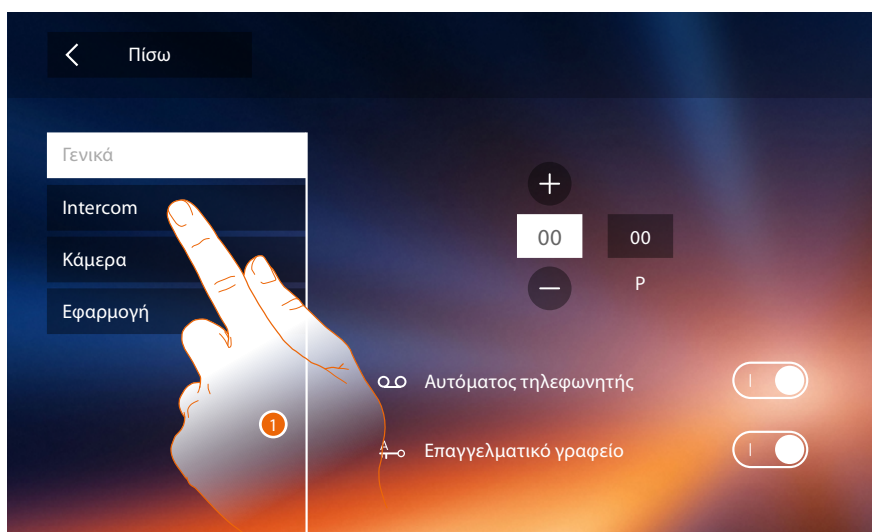 Πίσω
Γενικά
Intercom
Κάμερα
Εφαρμογή
00 00
P
Αυτόματος τηλεφωνητής
A
Επαγγελματικό γραφείο
1